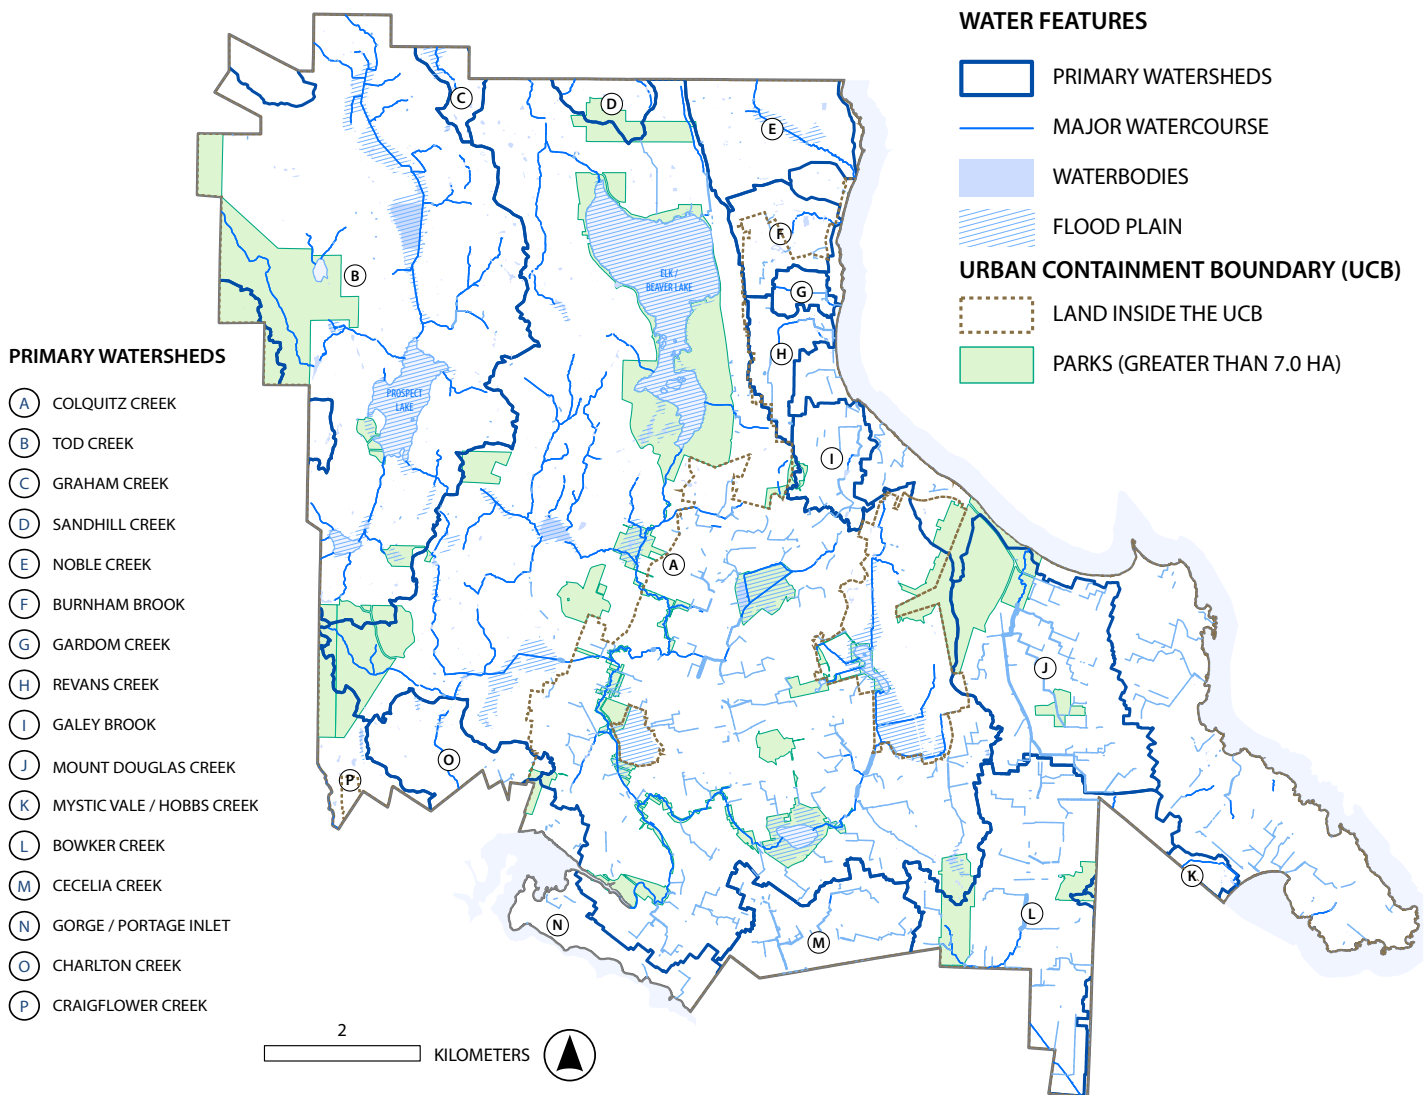 WATER FEATURES
PRIMARY WATERSHEDS
MAJOR WATERCOURSE
WATERBODIES
FLOOD PLAIN
URBAN CONTAINMENT BOUNDARY (UCB)
LAND INSIDE THE UCB
PARKS (GREATER THAN 7.0 HA)
C
D
E
F
B
ELK /
BEAVER LAKE
G
H
PROSPECT
LAKE
I
A
J
O
P
K
L
N
M
PRIMARY WATERSHEDS
A COLQUITZ CREEK
B TOD CREEK
C GRAHAM CREEK
D SANDHILL CREEK
E NOBLE CREEK
F BURNHAM BROOK
G GARDOM CREEK
H REVANS CREEK
I GALEY BROOK
J MOUNT DOUGLAS CREEK
K MYSTIC VALE / HOBBS CREEK
L BOWKER CREEK
M CECELIA CREEK
N GORGE / PORTAGE INLET
O CHARLTON CREEK
P CRAIGFLOWER CREEK
2
KILOMETERS